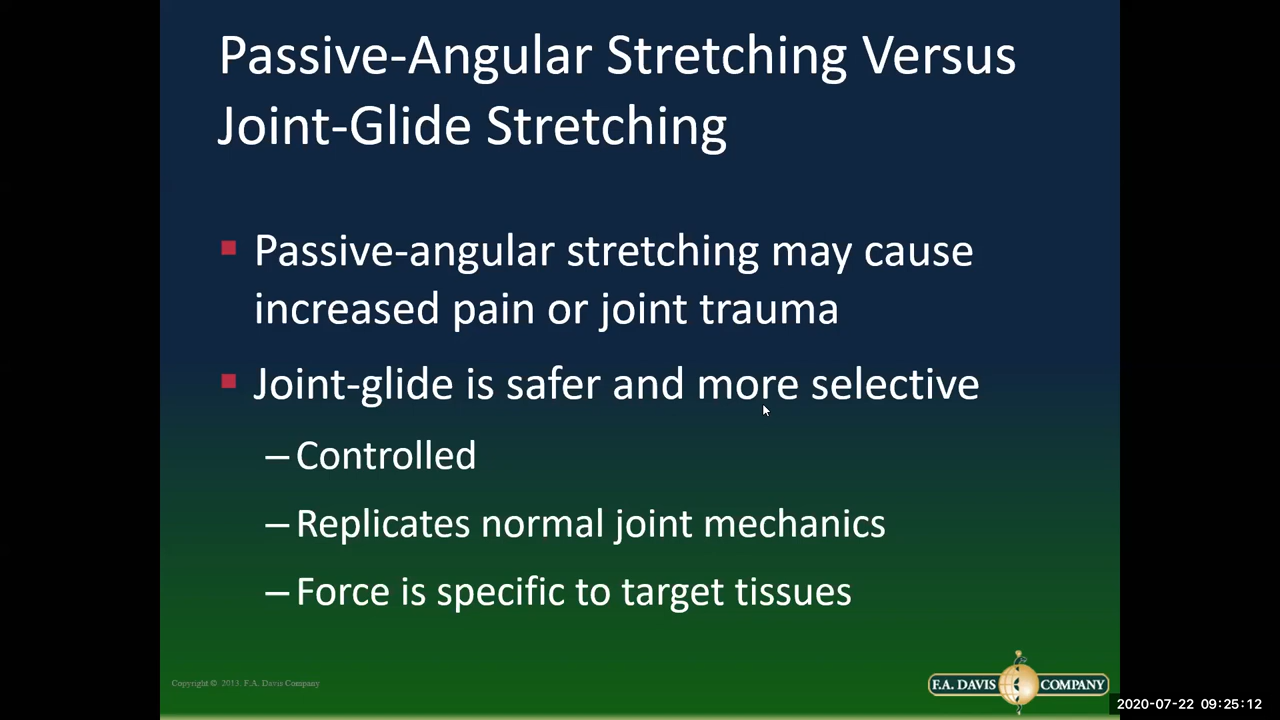 Passive-Angular Stretching Versus
Joint-Glide Stretching
Passive-angular stretching may cause
increased pain or joint trauma
Joint-glide is safer and more selective
– Controlled
– Replicates normal joint mechanics
– Force is specific to target tissues
Copyright © 2013. F.A. Davis Company
F.A. DAVIS COMPANY
2020-07-22 09:25:12